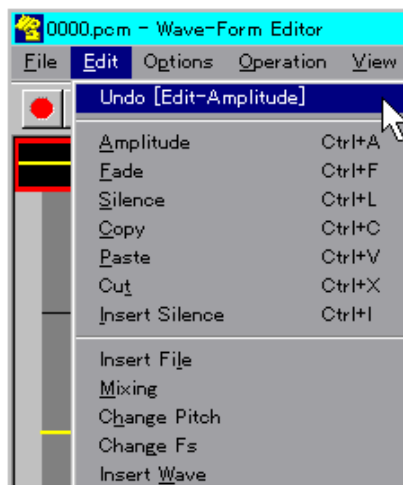 0000.pcm - Wave-Form Editor
File Edit Options Operation View
Undo [Edit-Amplitude]
Amplitude Ctrl+A
Fade Ctrl+F
Silence Ctrl+L
Copy Ctrl+C
Paste Ctrl+V
Cut Ctrl+X
Insert Silence Ctrl+I
Insert File
Mixing
Change Pitch
Change Fs
Insert Wave